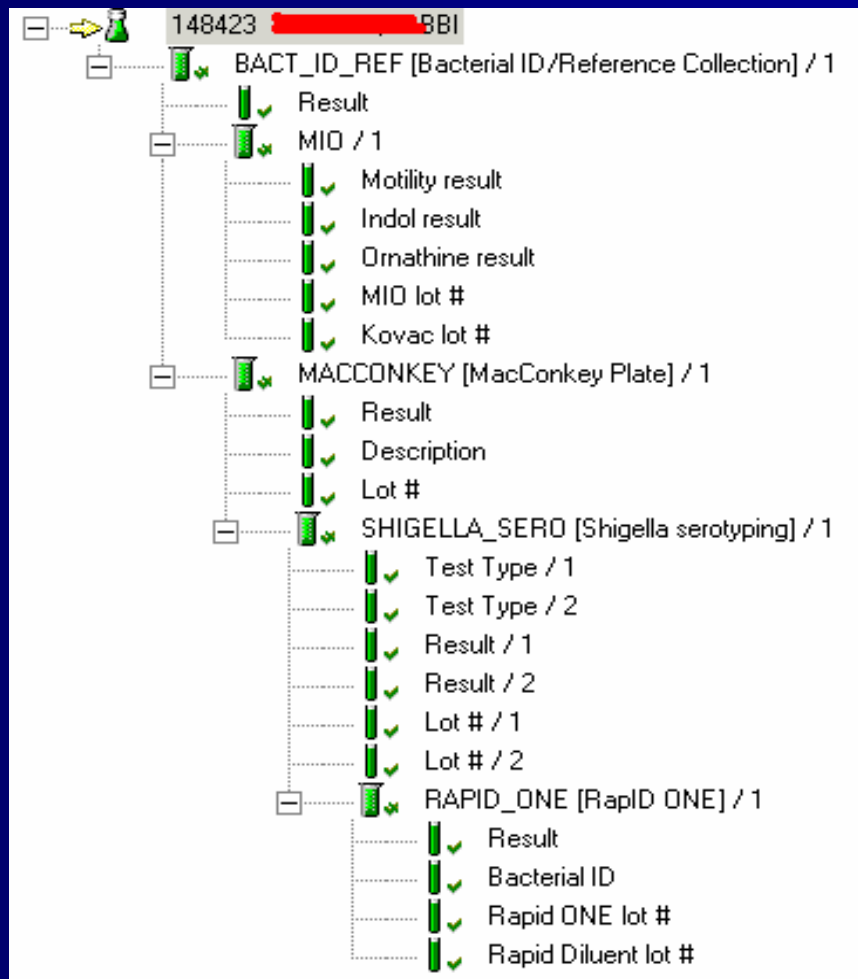 148423 BBI
BACT_ID_REF [Bacterial ID/Reference Collection] / 1
Result
MIO / 1
Motility result
Indol result
Ornathine result
MIO lot #
Kovac lot #
MACCONKEY [MacConkey Plate] / 1
Result
Description
Lot #
SHIGELLA_SERO [Shigella serotyping] / 1
Test Type / 1
Test Type / 2
Result / 1
Result / 2
Lot # / 1
Lot # / 2
RAPID_ONE [RapID ONE] / 1
Result
Bacterial ID
Rapid ONE lot #
Rapid Diluent lot #